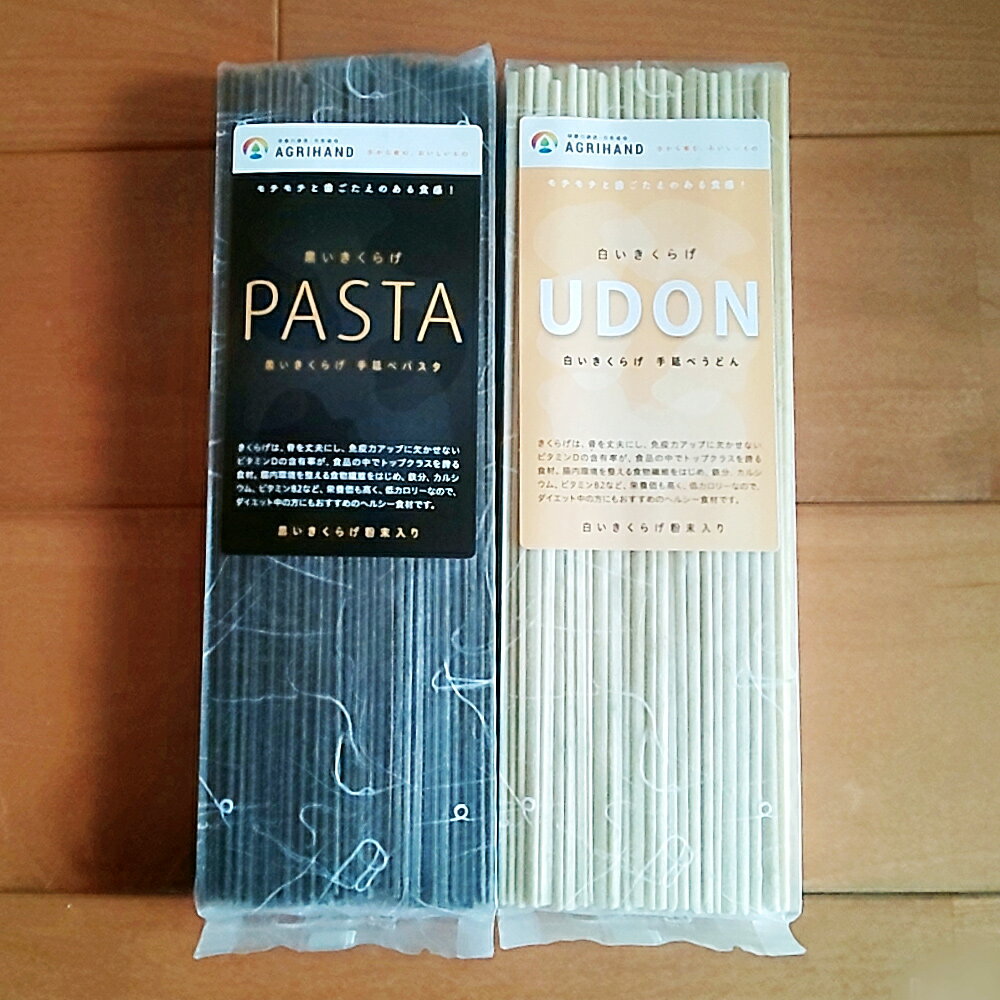 AGRIHAND
モチモチと歯ごたえのある食感!
黒いきくらげ
PASTA
黒いきくらげ 手延べパスタ
きくらげは、骨を丈夫にし、免疫力アップに欠かせない
ビタミンDの含有率が、食品の中でトップクラスを誇る
食材。腸内環境を整える食物繊維をはじめ、鉄分、カルシ
ウム、ビタミンB2など、栄養価も高く、低カロリーなので、
ダイエット中の方にもおすすめのヘルシー食材です。
黒いきくらげ粉末入り
AGRIHAND
モチモチと歯ごたえのある食感!
白いきくらげ
UDON
白いきくらげ 手延べうどん
きくらげは、骨を丈夫にし、免疫力アップに欠かせない
ビタミンDの含有率が、食品の中でトップクラスを誇る
食材。腸内環境を整える食物繊維をはじめ、鉄分、カルシ
ウム、ビタミンB2など、栄養価も高く、低カロリーなので、
ダイエット中の方にもおすすめのヘルシー食材です。
白いきくらげ粉末入り